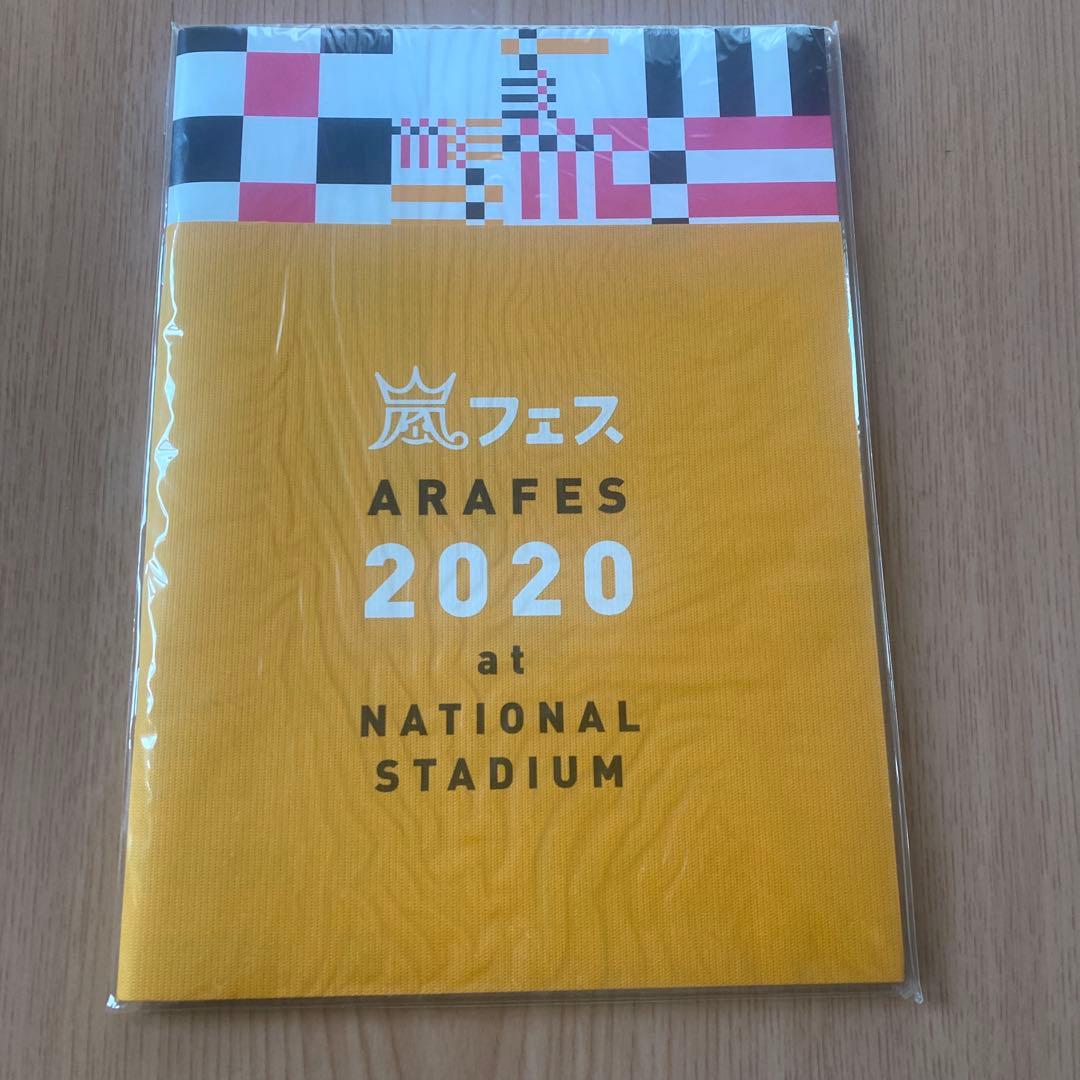 嵐フェス
ARAFES
2020
at
NATIONAL
STADIUM